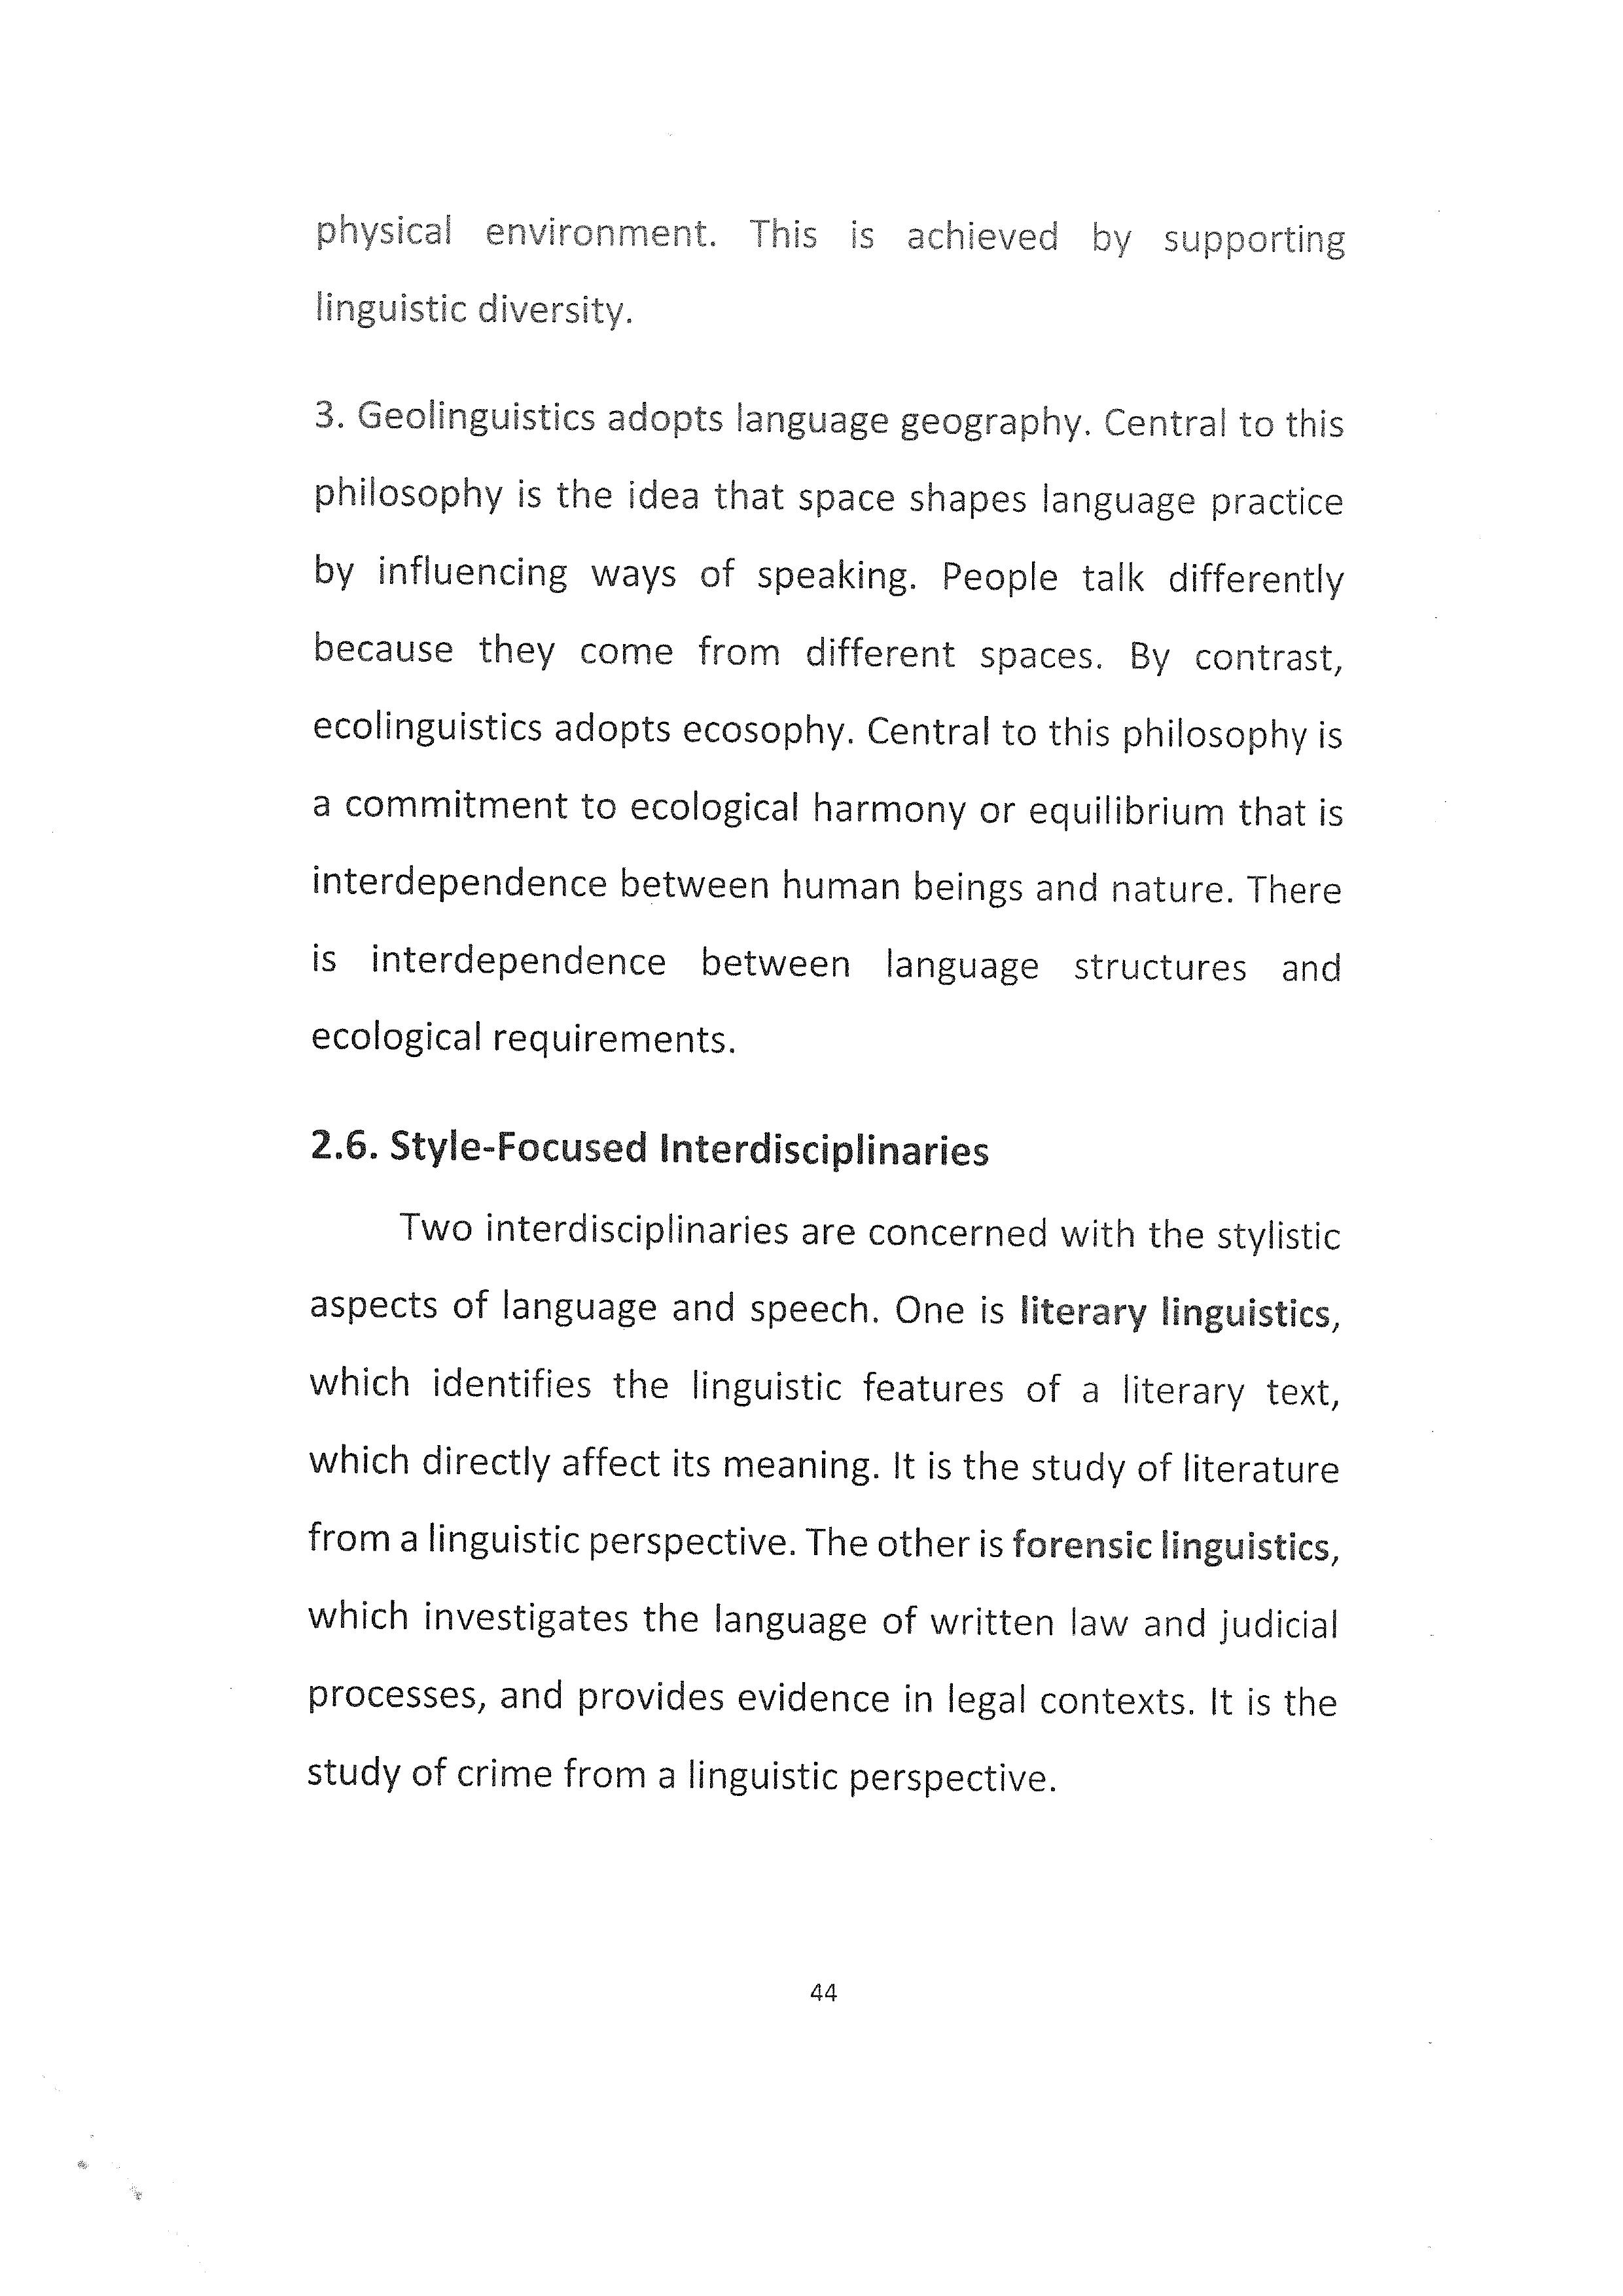 physical environment. This is achieved by supporting
linguistic diversity.
3. Geolinguistics adopts language geography. Central to this
philosophy is the idea that space shapes language practice
by influencing ways of speaking. People talk differently
because they come from different spaces. By contrast,
ecolinguistics adopts ecosophy. Central to this philosophy is
a commitment to ecological harmony or equilibrium that is
interdependence between human beings and nature. There
is interdependence between language structures and
ecological requirements.
2.6. Style-Focused Interdisciplinaries
Two interdisciplinaries are concerned with the stylistic
aspects of language and speech. One is literary linguistics,
which identifies the linguistic features of a literary text,
which directly affect its meaning. It is the study of literature
from a linguistic perspective. The other is forensic linguistics,
which investigates the language of written law and judicial
processes, and provides evidence in legal contexts. It is the
study of crime from a linguistic perspective.
44